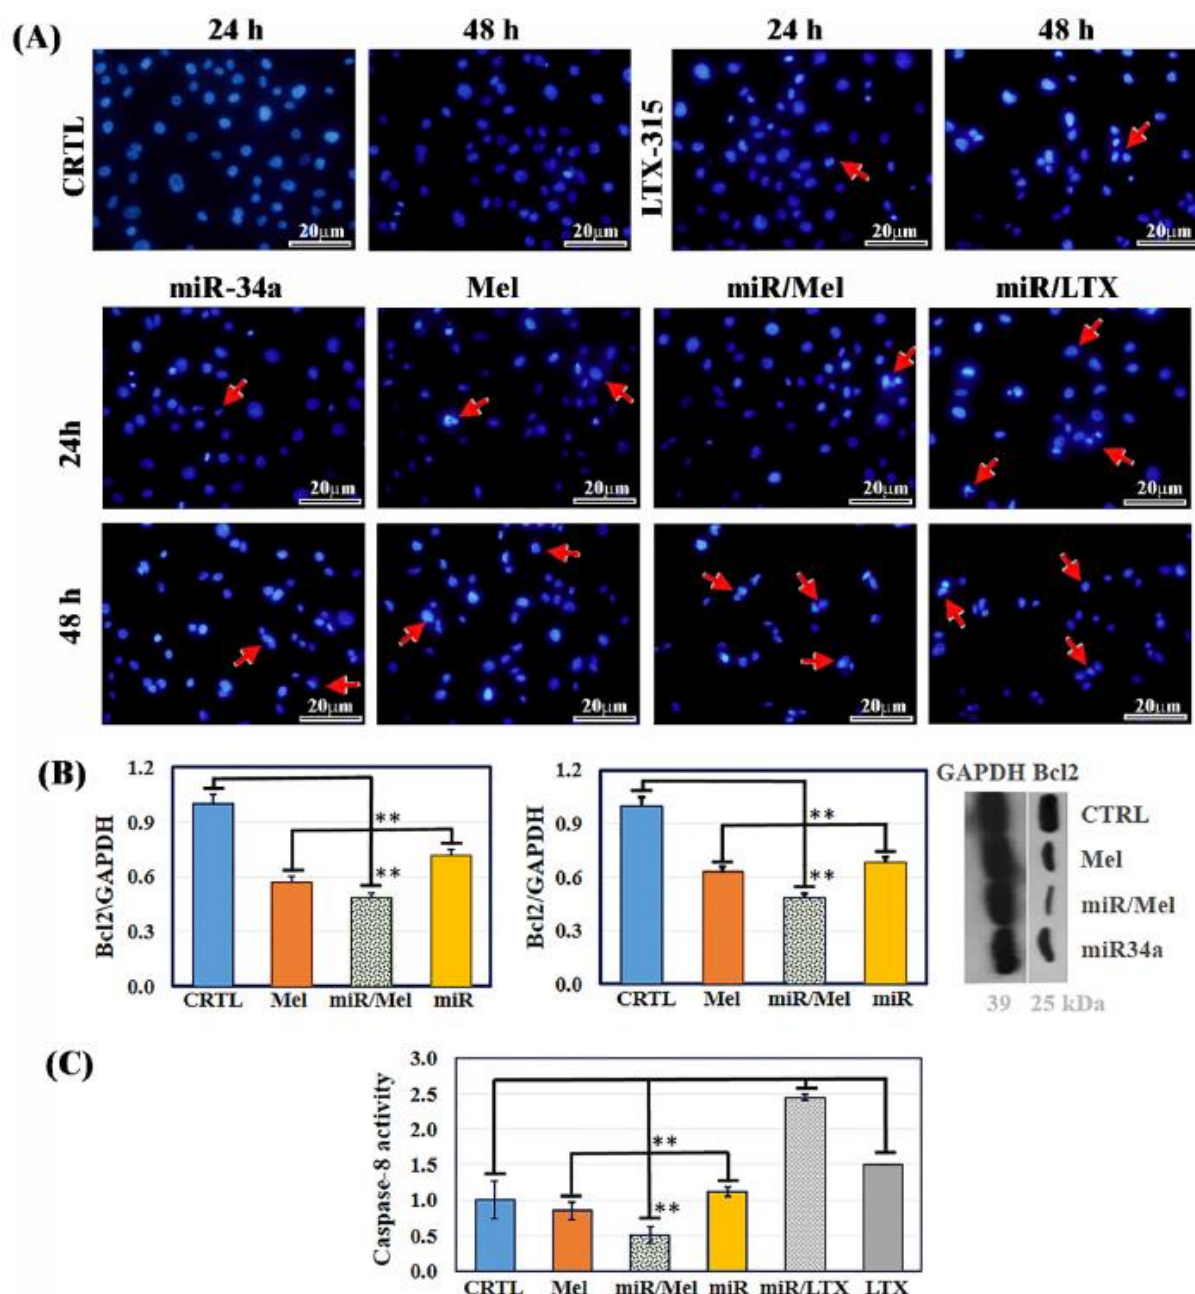 (A)
24 h 48 h 24 h 48 h
CRTL
LTX-315
20µm 20µm 20µm 20µm
miR-34a Mel miR/Mel miR/LTX
24h
20µm 20µm 20µm 20µm
48 h
20µm 20µm 20µm 20µm
(B)
Bcl2\GAPDH
1.2
0.9
0.6
0.3
0.0
**
**
CRTL Mel miR/Mel miR
Bcl2/GAPDH
1.2
0.9
0.6
0.3
0.0
**
**
CRTL Mel miR/Mel miR
GAPDH Bcl2
CTRL
Mel
miR/Mel
miR34a
39 25 kDa
(C)
Caspase-8 activity
3.0
2.5
2.0
1.5
1.0
0.5
0.0
**
**
CRTL Mel miR/Mel miR miR/LTX LTX